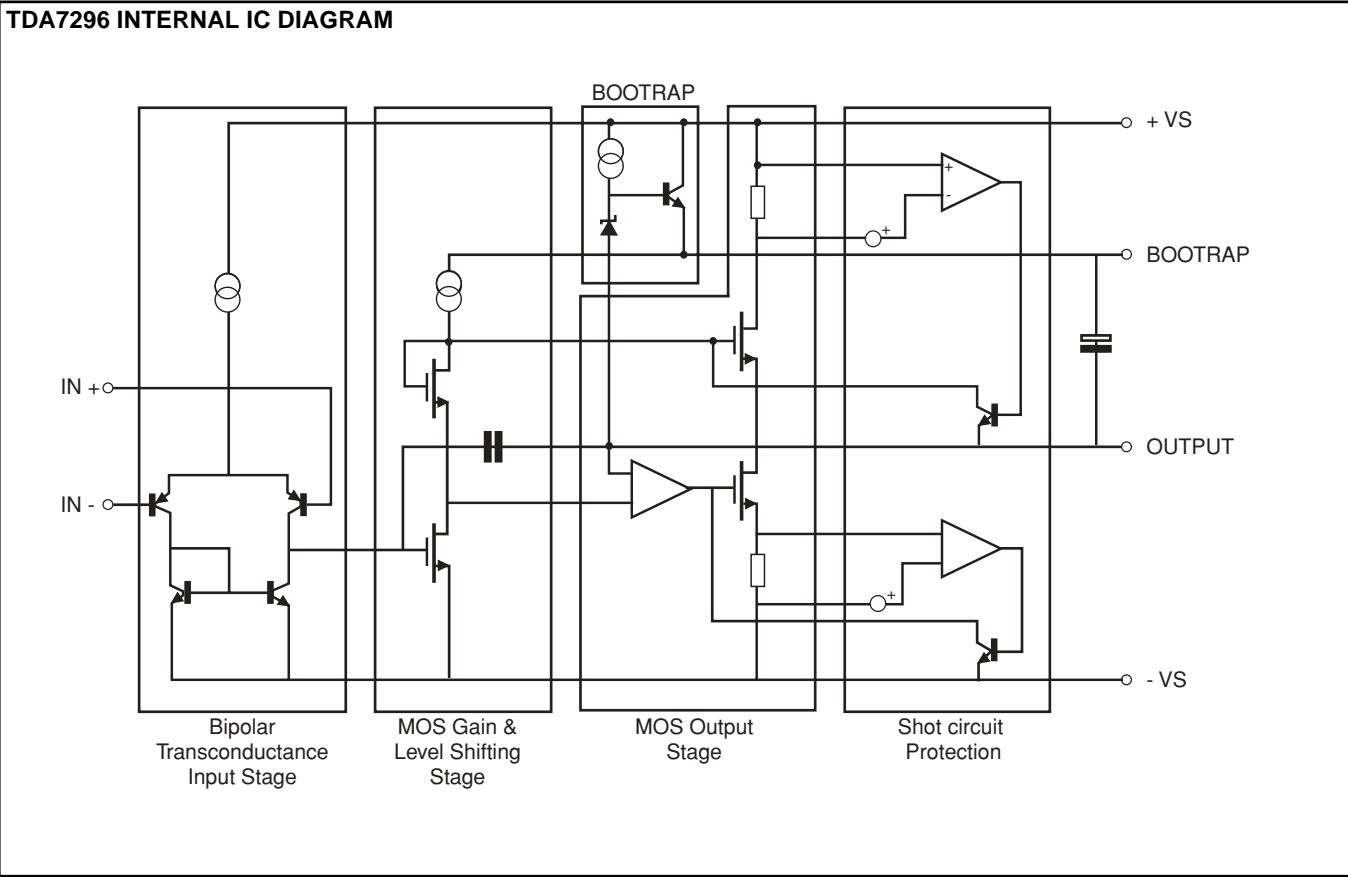 TDA7296 INTERNAL IC DIAGRAM
BOOTRAP
+ VS
+
-
+
BOOTRAP
IN +
OUTPUT
IN -
+
- VS
Bipolar
Transconductance
Input Stage
MOS Gain &
Level Shifting
Stage
MOS Output
Stage
Shot circuit
Protection